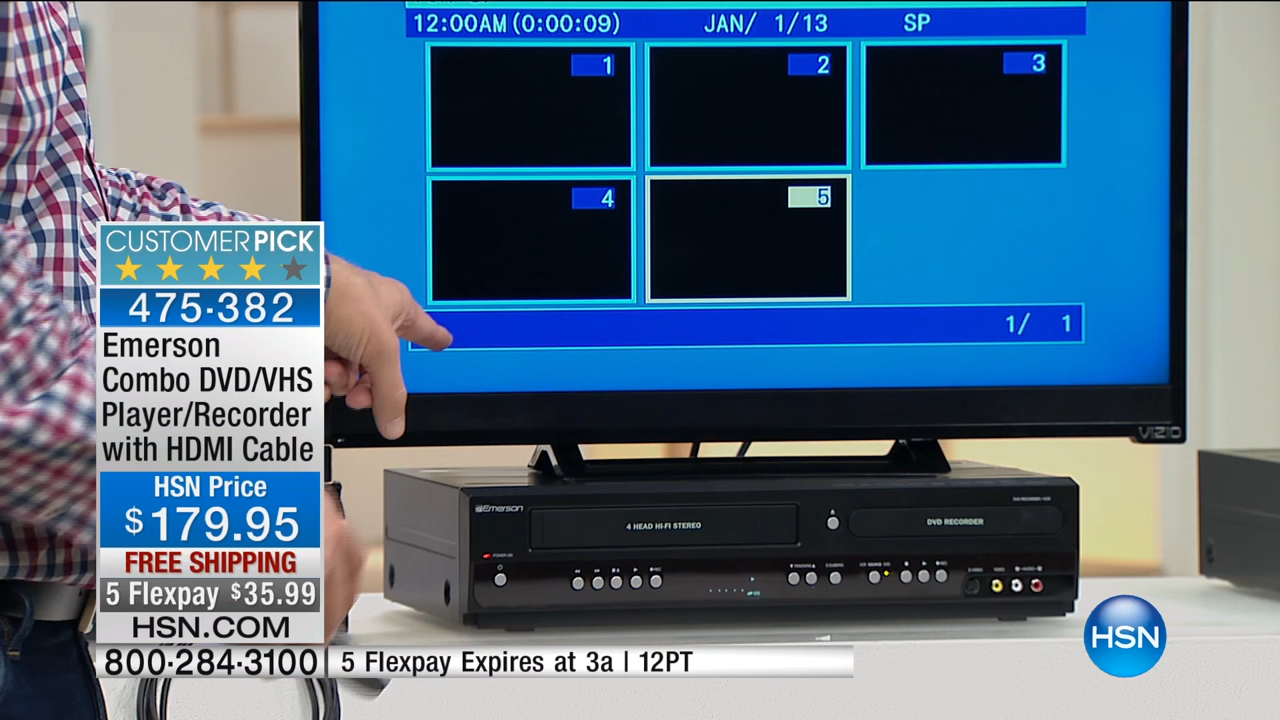 12:00AM (0:00:09) JAN/ 1/13 SP
1
2
3
4
5
1/ 1
VIZIO
CUSTOMER PICK
475-382
Emerson
Combo DVD/VHS
Player/Recorder
with HDMI Cable
HSN Price
$179.95
FREE SHIPPING
5 Flexpay $35.99
HSN.COM
800-284-3100
5 Flexpay Expires at 3a | 12PT
Emerson
4 HEAD HI-FI STEREO
DVD RECORDER
HSN